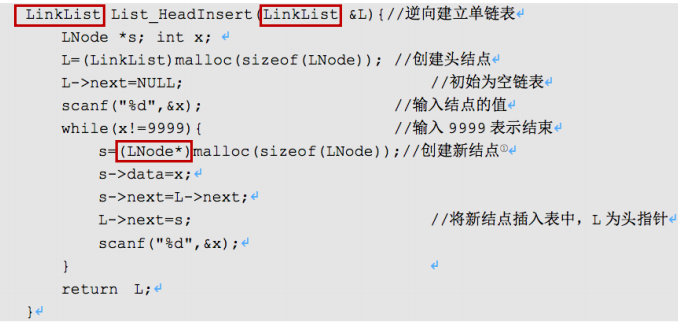 LinkList List_HeadInsert(LinkList &L){//逆向建立单链表
LNode *s; int x;
L=(LinkList)malloc(sizeof(LNode)); //创建头结点
L->next=NULL; //初始为空链表
scanf("%d",&x); //输入结点的值
while(x!=9999){ //输入 9999 表示结束
s=(LNode*)malloc(sizeof(LNode));//创建新结点①
s->data=x;
s->next=L->next;
L->next=s; //将新结点插入表中，L 为头指针
scanf("%d",&x);
}
return L;
}